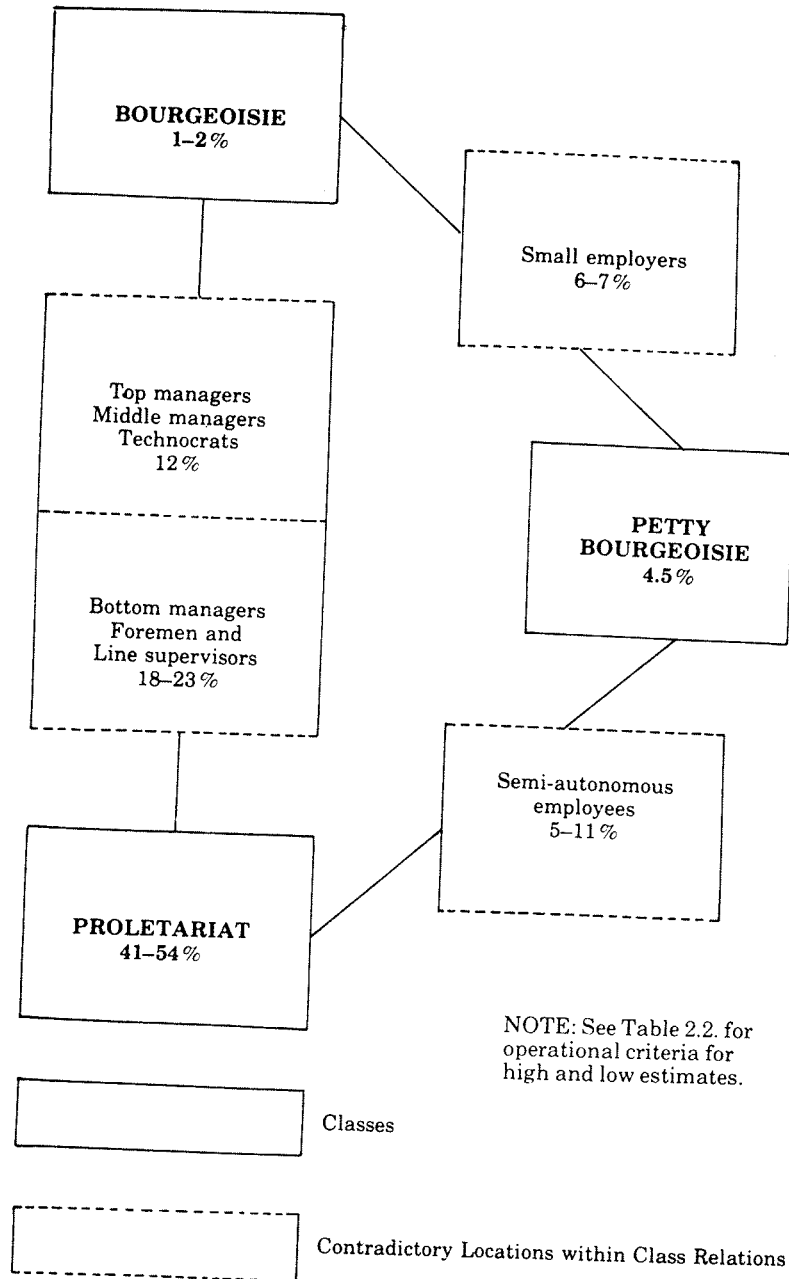 BOURGEOISIE
1–2%
Small employers
6–7%
Top managers
Middle managers
Technocrats
12%
PETTY
BOURGEOISIE
4.5%
Bottom managers
Foremen and
Line supervisors
18–23%
Semi-autonomous
employees
5–11%
PROLETARIAT
41–54%
NOTE: See Table 2.2. for
operational criteria for
high and low estimates.
Classes
Contradictory Locations within Class Relations